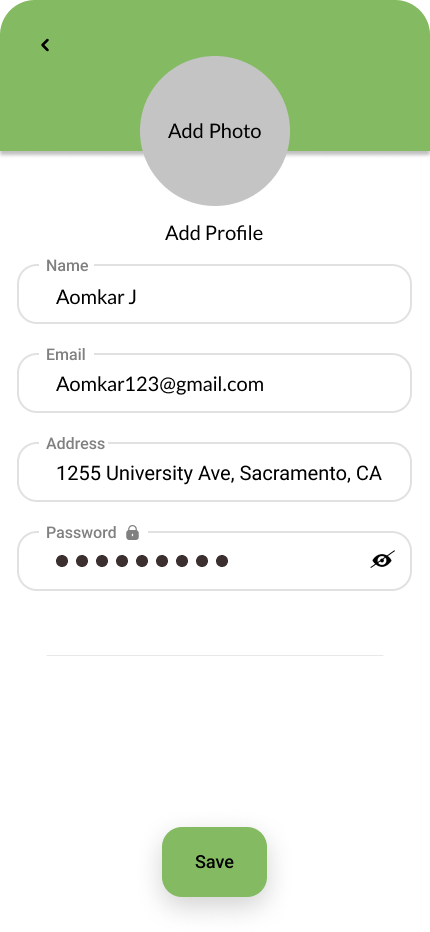 Add Photo
Add Profile
Name
Aomkar J
Email
Aomkar123@gmail.com
Address
1255 University Ave, Sacramento, CA
Password
Save